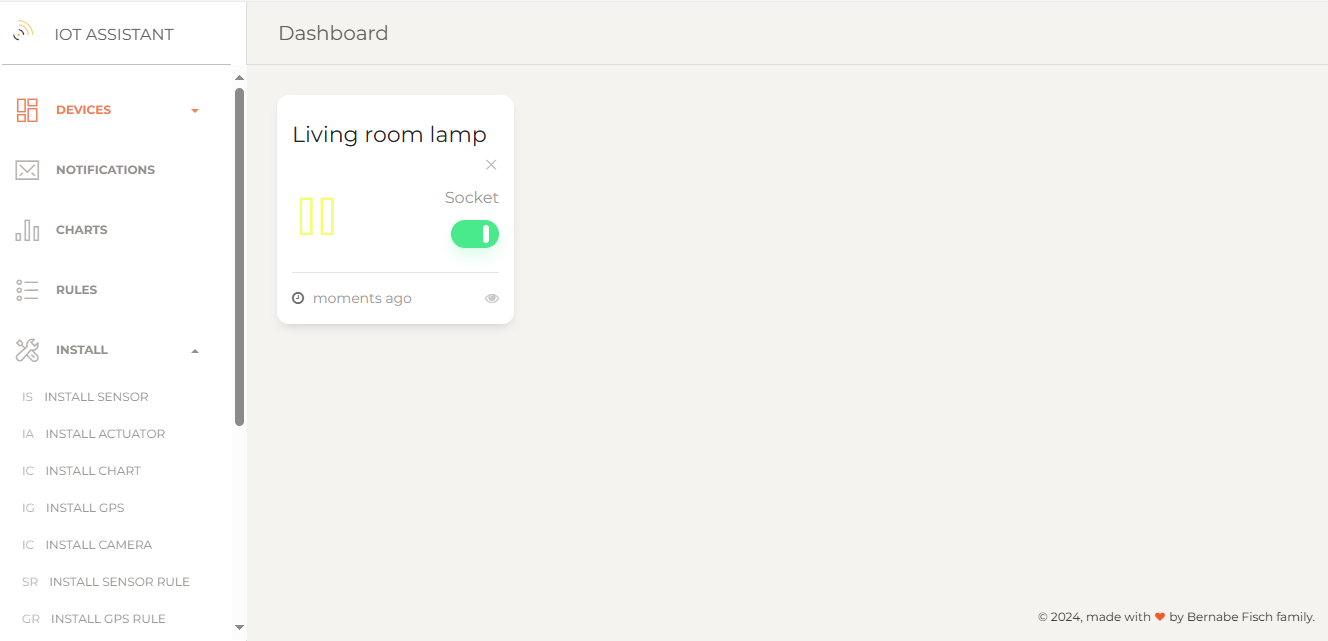 IOT ASSISTANT
Dashboard
DEVICES
NOTIFICATIONS
CHARTS
RULES
INSTALL
IS INSTALL SENSOR
IA INSTALL ACTUATOR
IC INSTALL CHART
IG INSTALL GPS
IC INSTALL CAMERA
SR INSTALL SENSOR RULE
GR INSTALL GPS RULE
Living room lamp
Socket
moments ago
© 2024, made with ❤ by Bernabe Fisch family.